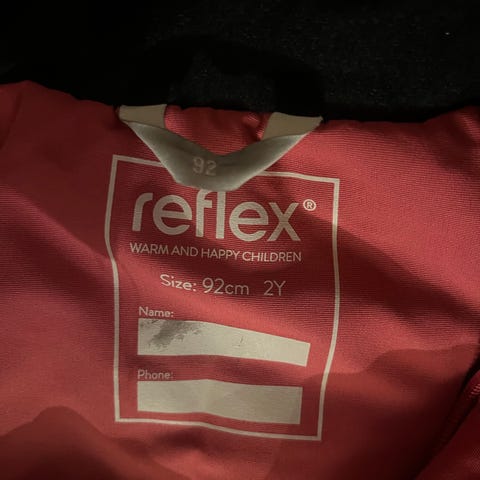 92
reflex®
WARM AND HAPPY CHILDREN
Size: 92cm 2Y
Name:
Phone: